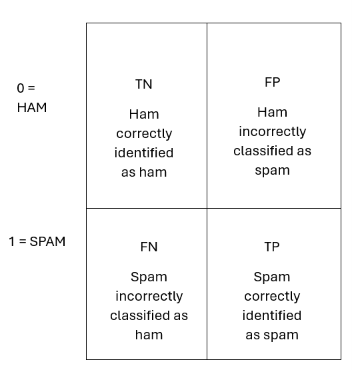 0 =
HAM
TN
Ham
correctly
identified
as ham
FP
Ham
incorrectly
classified as
spam
1 = SPAM
FN
Spam
incorrectly
classified as
ham
TP
Spam
correctly
identified
as spam